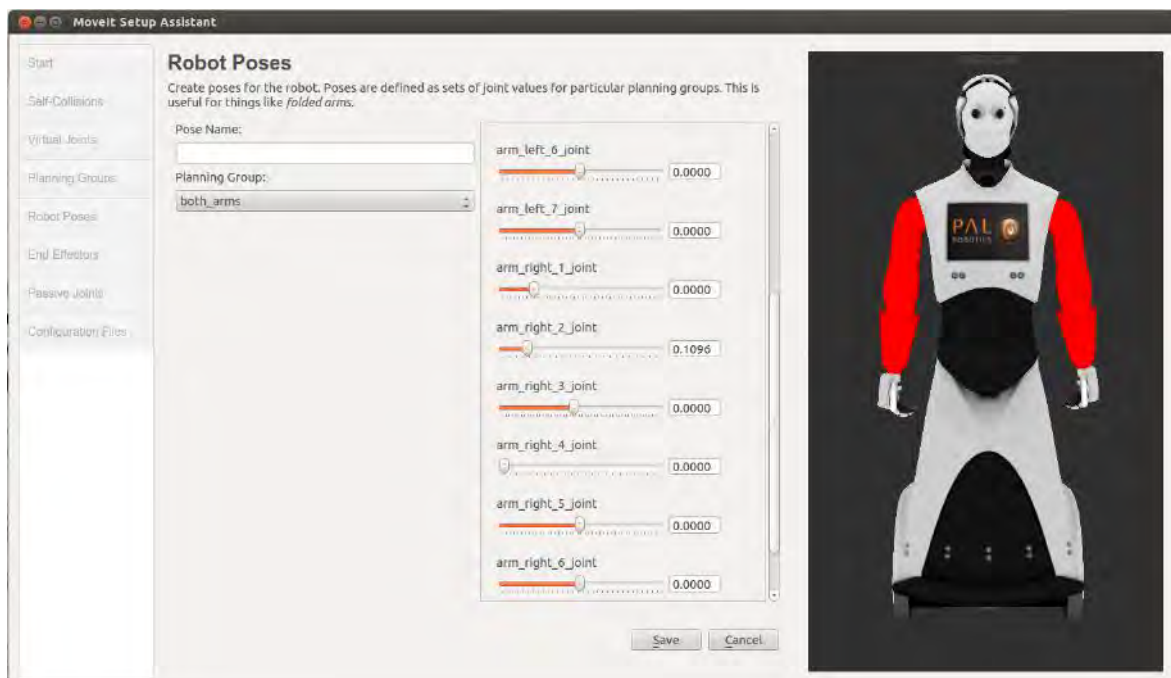 MoveIt Setup Assistant
Start
Self-Collisions
Virtual Joints
Planning Groups
Robot Poses
End Effectors
Passive Joints
Configuration Files
Robot Poses
Create poses for the robot. Poses are defined as sets of joint values for particular planning groups. This is
useful for things like folded arms.
Pose Name:
Planning Group:
both_arms
arm_left_6_joint
0.0000
arm_left_7_joint
0.0000
arm_right_1_joint
0.0000
arm_right_2_joint
0.1096
arm_right_3_joint
0.0000
arm_right_4_joint
0.0000
arm_right_5_joint
0.0000
arm_right_6_joint
0.0000
Save
Cancel
PAL
ROBOTICS